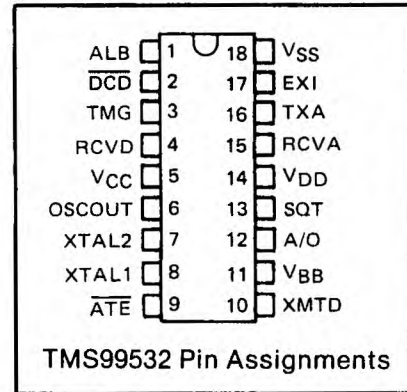 ALB 1 18 VSS
DCD 2 17 EXI
TMG 3 16 TXA
RCVD 4 15 RCVA
VCC 5 14 VDD
OSCOUT 6 13 SQT
XTAL2 7 12 A/O
XTAL1 8 11 VBB
ATE 9 10 XMTD
TMS99532 Pin Assignments